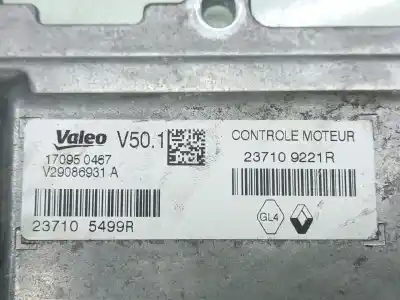 Valeo V50.1
17095 0467
V29086931 A
23710 5499R
CONTROLE MOTEUR
23710 9221R
GL4